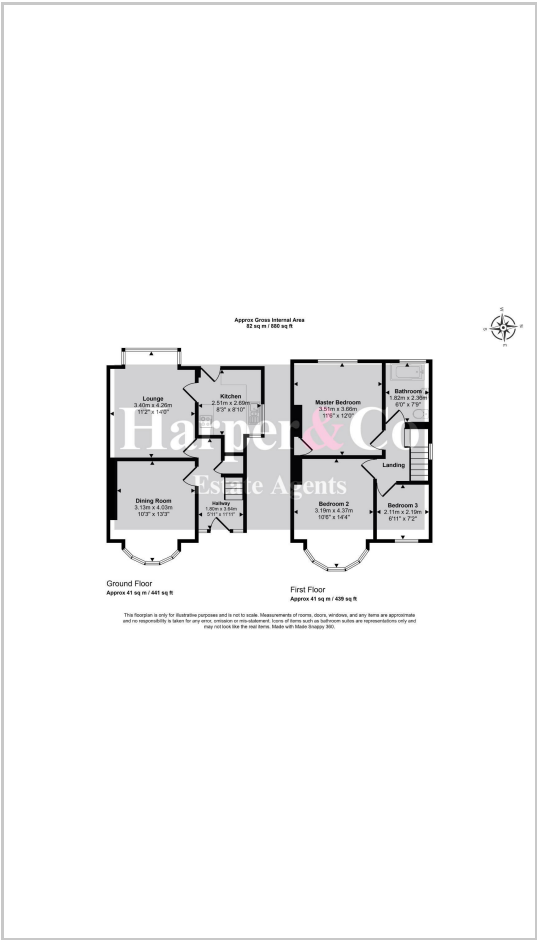 Approx Gross Internal Area
82 sq m / 880 sq ft
Lounge
3.40m x 4.26m
11'2" x 14'0"
Kitchen
2.51m x 2.69m
8'3" x 8'10"
Dining Room
3.13m x 4.03m
10'3" x 13'3"
Hallway
1.80m x 3.64m
5'11" x 11'11"
Master Bedroom
3.51m x 3.66m
11'6" x 12'0"
Bathroom
1.82m x 2.36m
6'0" x 7'9"
Landing
Bedroom 2
3.19m x 4.37m
10'6" x 14'4"
Bedroom 3
2.11m x 2.19m
6'11" x 7'2"
Harper&Co
Estate Agents
Ground Floor
Approx 41 sq m / 441 sq ft
First Floor
Approx 41 sq m / 439 sq ft
This floorplan is only for illustrative purposes and is not to scale. Measurements of rooms, doors, windows, and any items are approximate
and no responsibility is taken for any error, omission or mis-statement. Icons of items such as bathroom suites are representations only and
may not look like the real items. Made with Made Snappy 360.